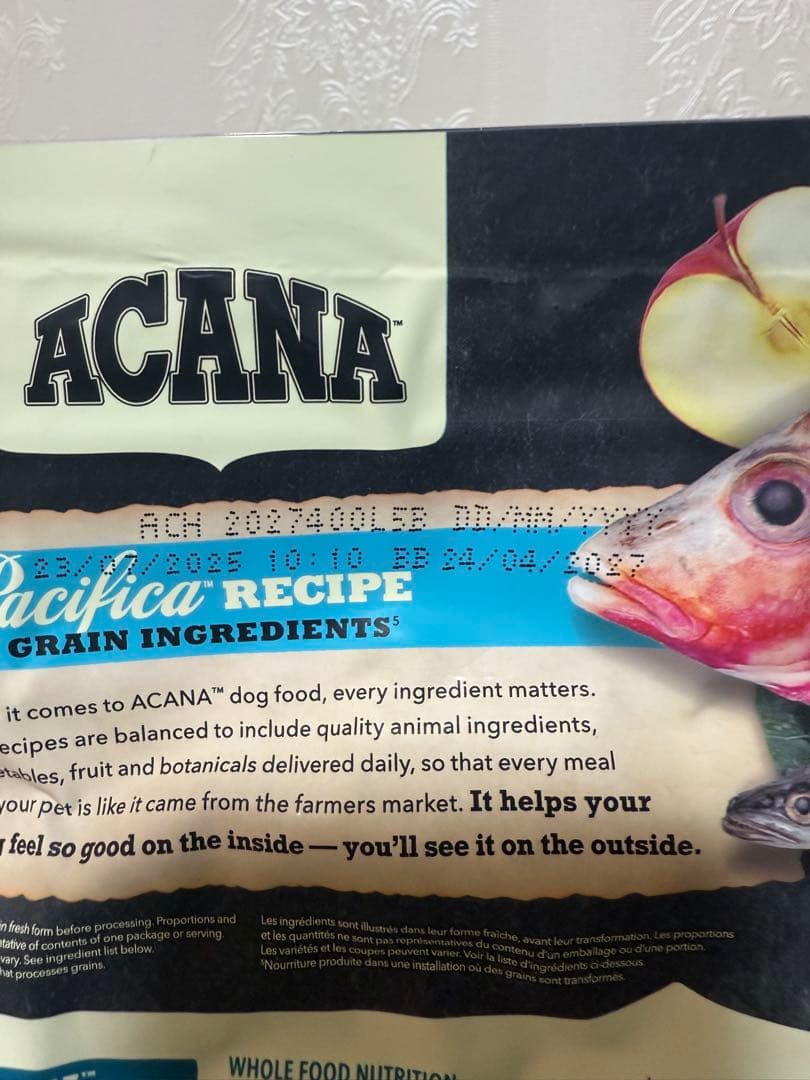 ACANA™
ACH 2027400L5B DD/MM/YYYY
23/07/2025 10:10 BB 24/04/2027
Pacifica™ RECIPE
GRAIN INGREDIENTS⁵
it comes to ACANA™ dog food, every ingredient matters.
ecipes are balanced to include quality animal ingredients,
etables, fruit and botanicals delivered daily, so that every meal
your pet is like it came from the farmers market. It helps your
feel so good on the inside — you'll see it on the outside.
in fresh form before processing. Proportions and
tative of contents of one package or serving.
vary. See ingredient list below.
hat processes grains.
Les ingrédients sont illustrés dans leur forme fraîche, avant leur transformation. Les proportions
et les quantités ne sont pas représentatives du contenu d'un emballage ou d'une portion.
Les variétés et les coupes peuvent varier. Voir la liste d'ingrédients ci-dessous.
⁵Nourriture produite dans une installation où des grains sont transformés.
WHOLE FOOD NUTRITION